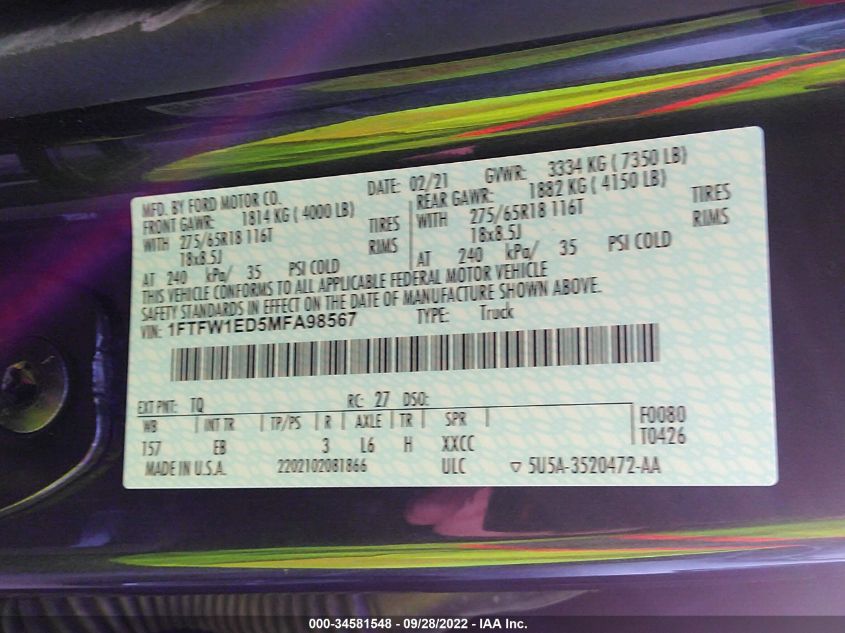 MFD. BY FORD MOTOR CO. DATE: 02/21 GVWR: 3334 KG ( 7350 LB)
FRONT GAWR: 1814 KG ( 4000 LB) REAR GAWR: 1882 KG ( 4150 LB)
WITH 275/65R18 116T TIRES WITH 275/65R18 116T TIRES
18x8.5J RIMS 18x8.5J RIMS
AT 240 kPa/ 35 PSI COLD AT 240 kPa/ 35 PSI COLD
THIS VEHICLE CONFORMS TO ALL APPLICABLE FEDERAL MOTOR VEHICLE
SAFETY STANDARDS IN EFFECT ON THE DATE OF MANUFACTURE SHOWN ABOVE.
VIN: 1FTFW1ED5MFA98567 TYPE: Truck
EXT PNT: TQ RC: 27 DSO:
WB INT TR TP/PS R AXLE TR SPR F0080
157 EB 3 L6 H XXCC T0426
MADE IN U.S.A. 2202102081866 ULC 5U5A-3520472-AA
000-34581548 - 09/28/2022 - IAA Inc.